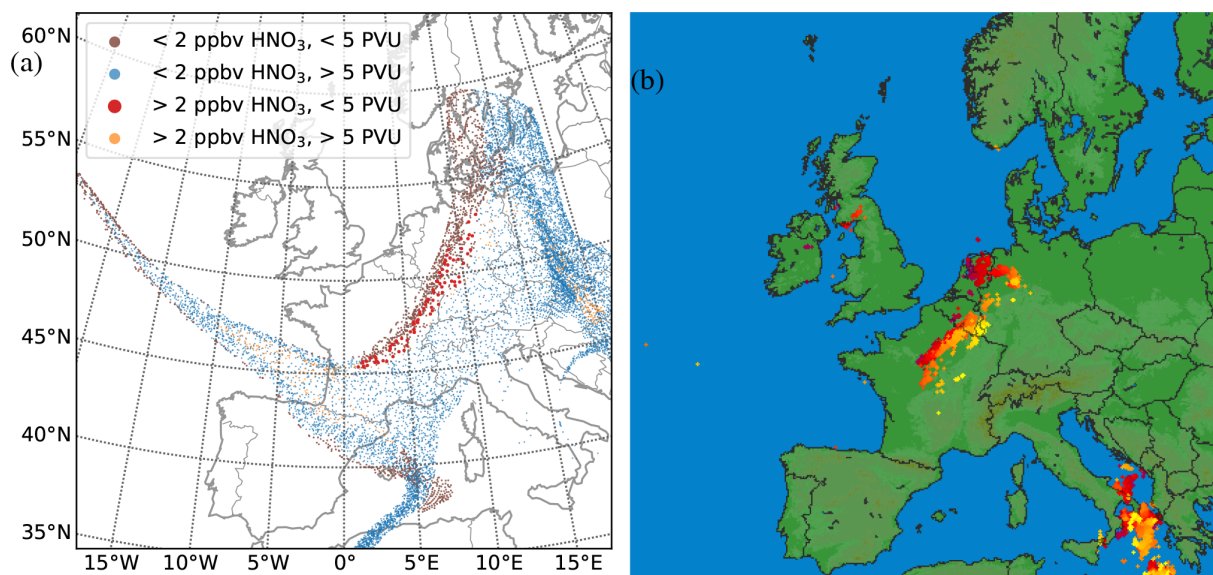 (a)
< 2 ppbv HNO₃, < 5 PVU
< 2 ppbv HNO₃, > 5 PVU
> 2 ppbv HNO₃, < 5 PVU
> 2 ppbv HNO₃, > 5 PVU
60°N
55°N
50°N
45°N
40°N
35°N
15°W
10°W
5°W
0°
5°E
10°E
15°E
(b)